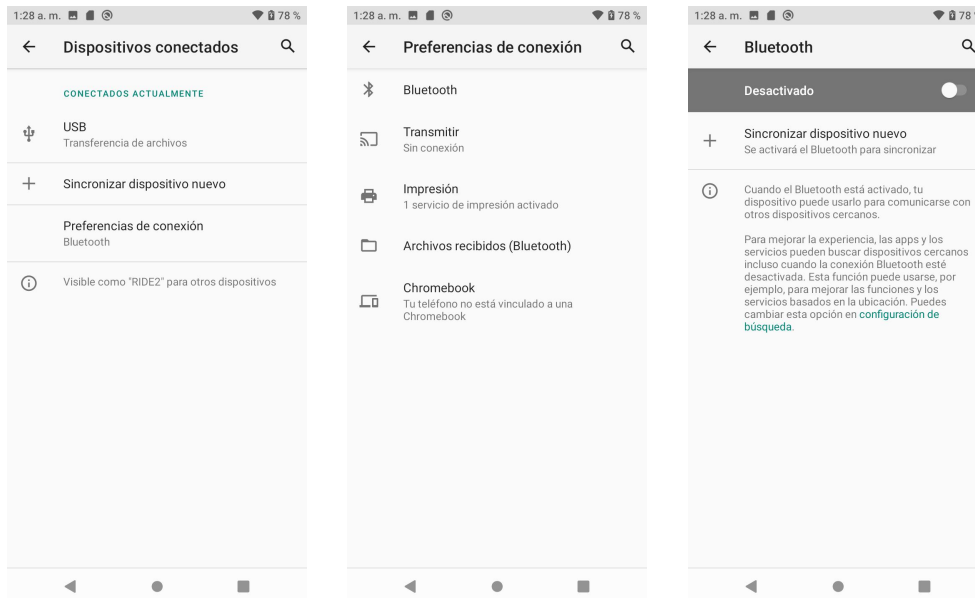 1:28 a. m. 78 %
Dispositivos conectados
CONECTADOS ACTUALMENTE
USB
Transferencia de archivos
Sincronizar dispositivo nuevo
Preferencias de conexión
Bluetooth
Visible como "RIDE2" para otros dispositivos
1:28 a. m. 78 %
Preferencias de conexión
Bluetooth
Transmitir
Sin conexión
Impresión
1 servicio de impresión activado
Archivos recibidos (Bluetooth)
Chromebook
Tu teléfono no está vinculado a una
Chromebook
1:28 a. m. 78
Bluetooth
Desactivado
Sincronizar dispositivo nuevo
Se activará el Bluetooth para sincronizar
Cuando el Bluetooth está activado, tu
dispositivo puede usarlo para comunicarse con
otros dispositivos cercanos.
Para mejorar la experiencia, las apps y los
servicios pueden buscar dispositivos cercanos
incluso cuando la conexión Bluetooth esté
desactivada. Esta función puede usarse, por
ejemplo, para mejorar las funciones y los
servicios basados en la ubicación. Puedes
cambiar esta opción en configuración de
búsqueda.